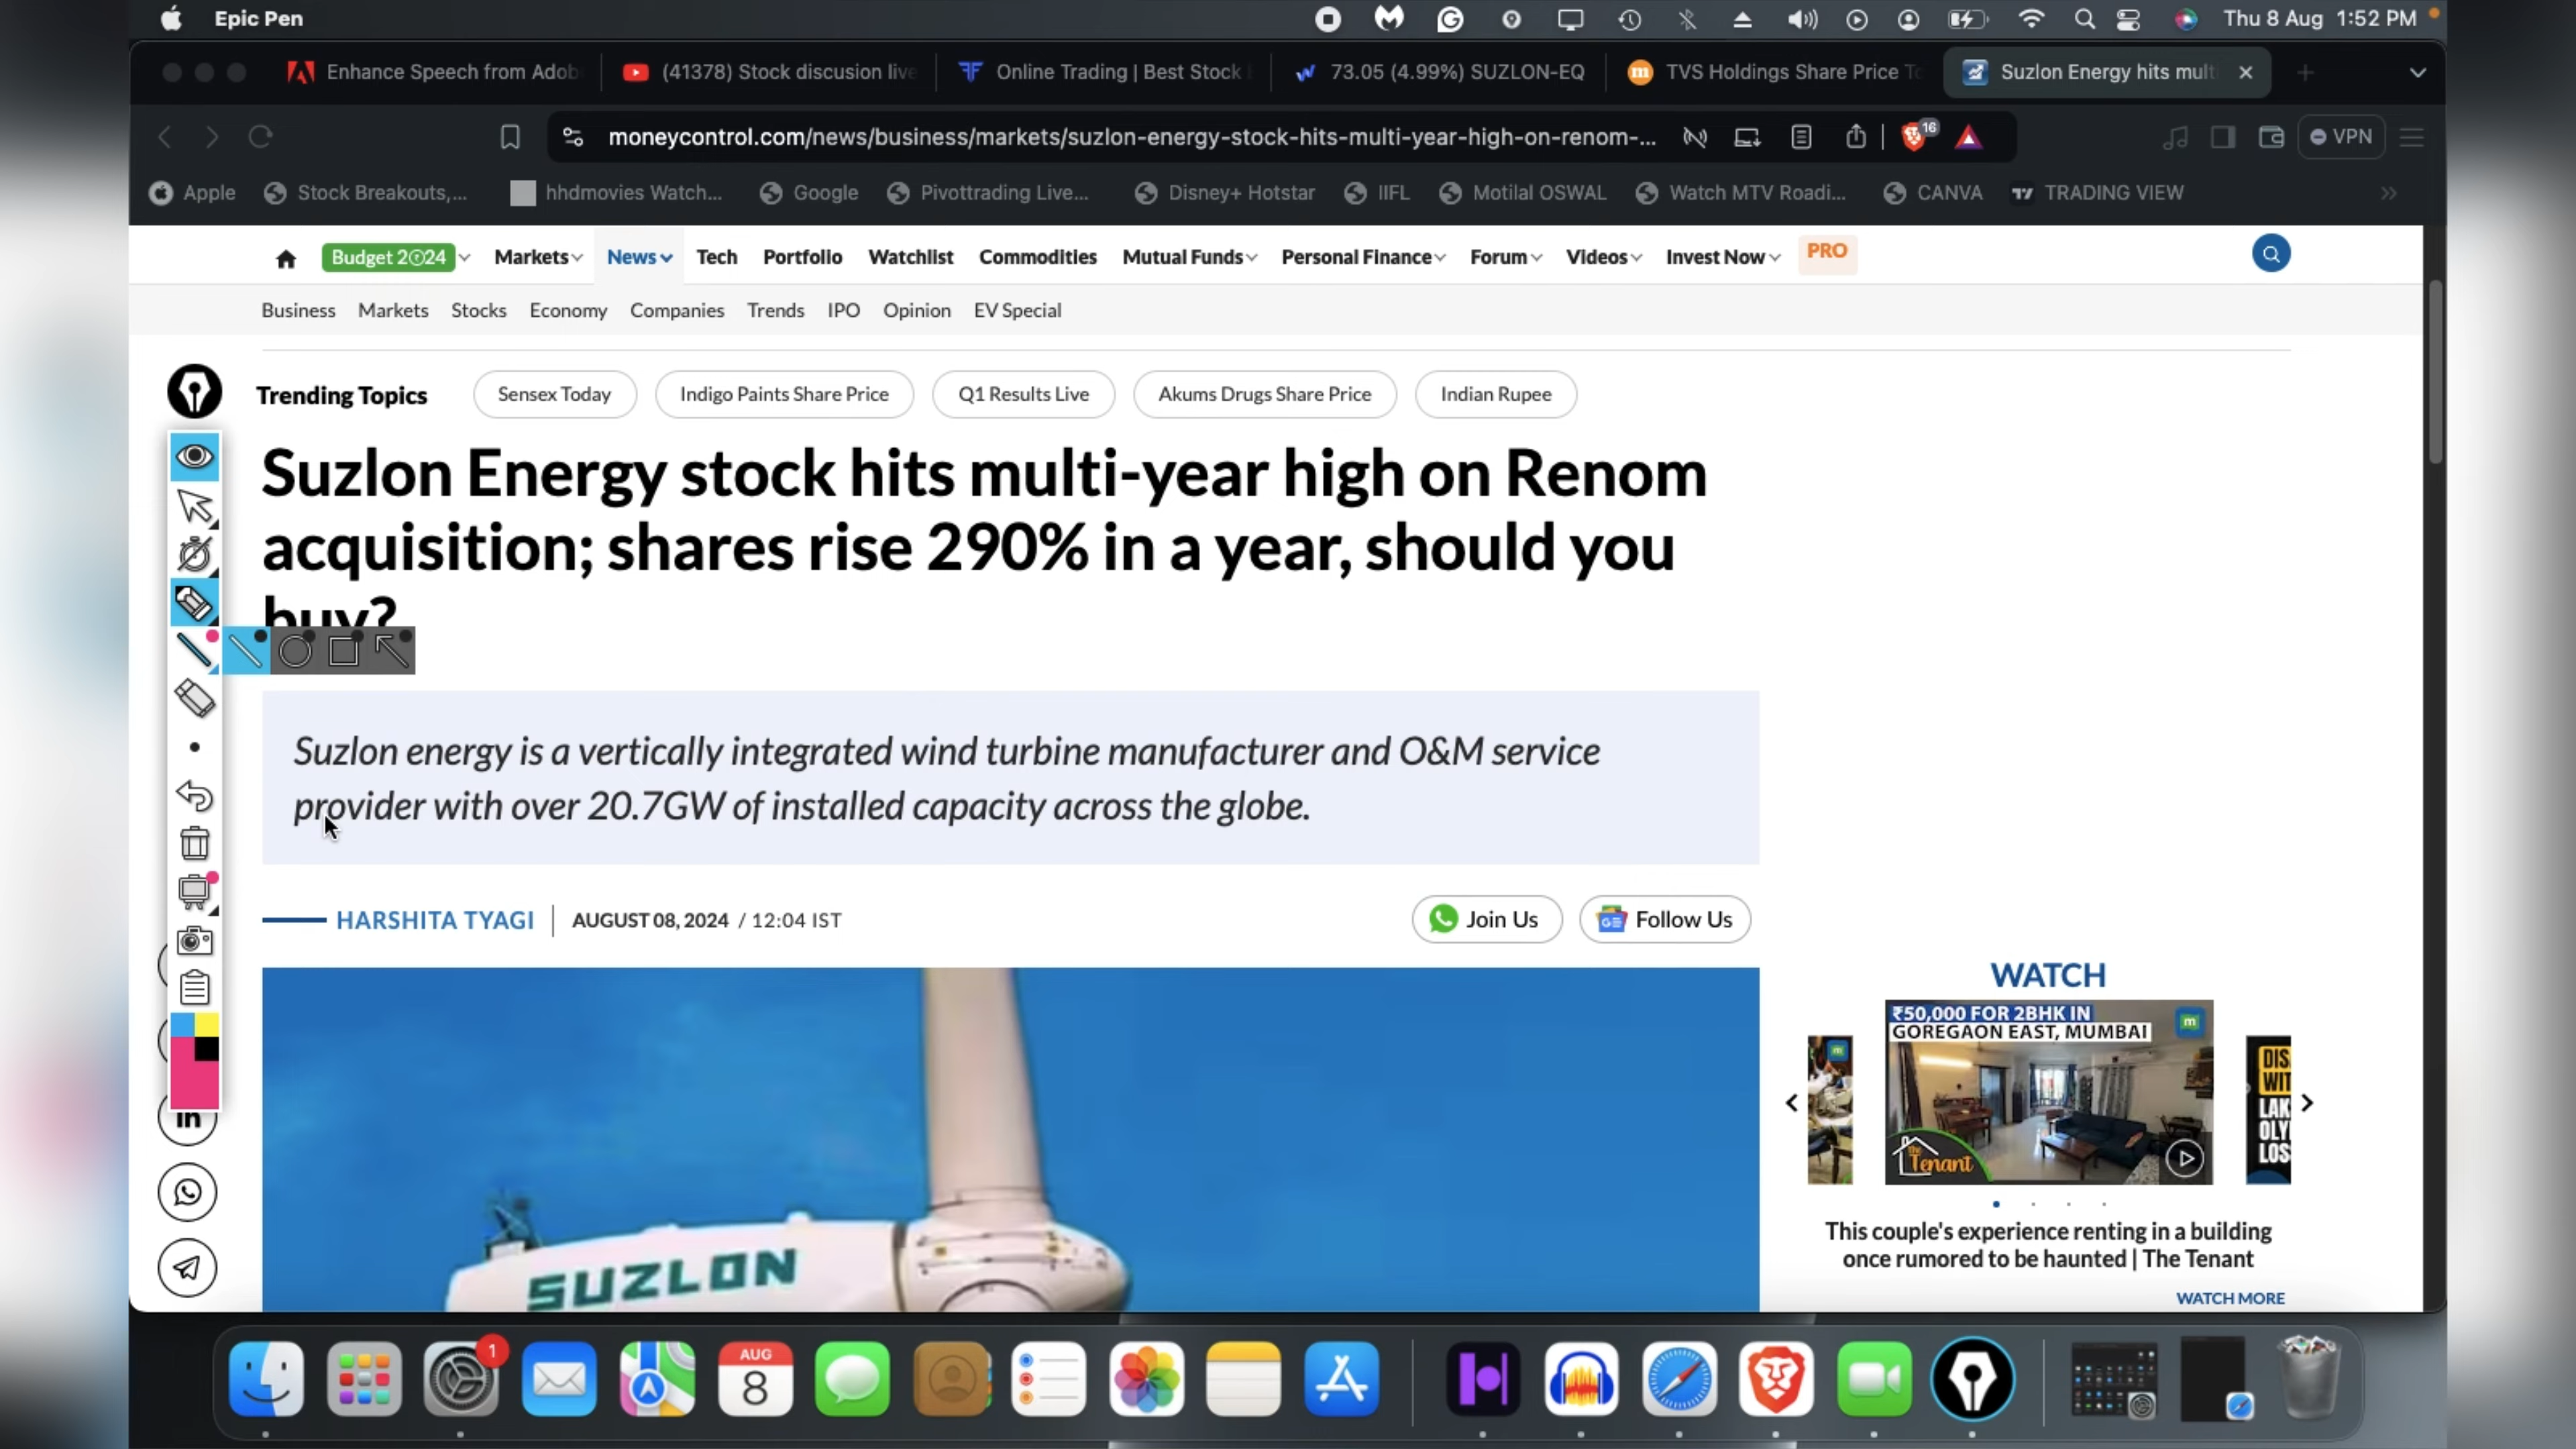 Epic Pen
Thu 8 Aug 1:52 PM
Enhance Speech from Adob
(41378) Stock discusion live
Online Trading | Best Stock
73.05 (4.99%) SUZLON-EQ
TVS Holdings Share Price
Suzlon Energy hits mult
moneycontrol.com/news/business/markets/suzlon-energy-stock-hits-multi-year-high-on-renom-...
16
VPN
Apple
Stock Breakouts,...
hhdmovies Watch...
Google
Pivottrading Live...
Disney+ Hotstar
IIFL
Motilal OSWAL
Watch MTV Roadi...
CANVA
TRADING VIEW
Budget 2024
Markets
News
Tech
Portfolio
Watchlist
Commodities
Mutual Funds
Personal Finance
Forum
Videos
Invest Now
PRO
Business
Markets
Stocks
Economy
Companies
Trends
IPO
Opinion
EV Special
Trending Topics
Sensex Today
Indigo Paints Share Price
Q1 Results Live
Akums Drugs Share Price
Indian Rupee
Suzlon Energy stock hits multi-year high on Renom
acquisition; shares rise 290% in a year, should you
buy?
Suzlon energy is a vertically integrated wind turbine manufacturer and O&M service
provider with over 20.7GW of installed capacity across the globe.
HARSHITA TYAGI
AUGUST 08, 2024 / 12:04 IST
Join Us
GE Follow Us
in
SUZLON
WATCH
₹50,000 FOR 2BHK IN
GOREGAON EAST, MUMBAI
m
the Tenant
DIS
WIT
LAK
OLY
LOS
This couple's experience renting in a building
once rumored to be haunted | The Tenant
WATCH MORE
1
AUG
8